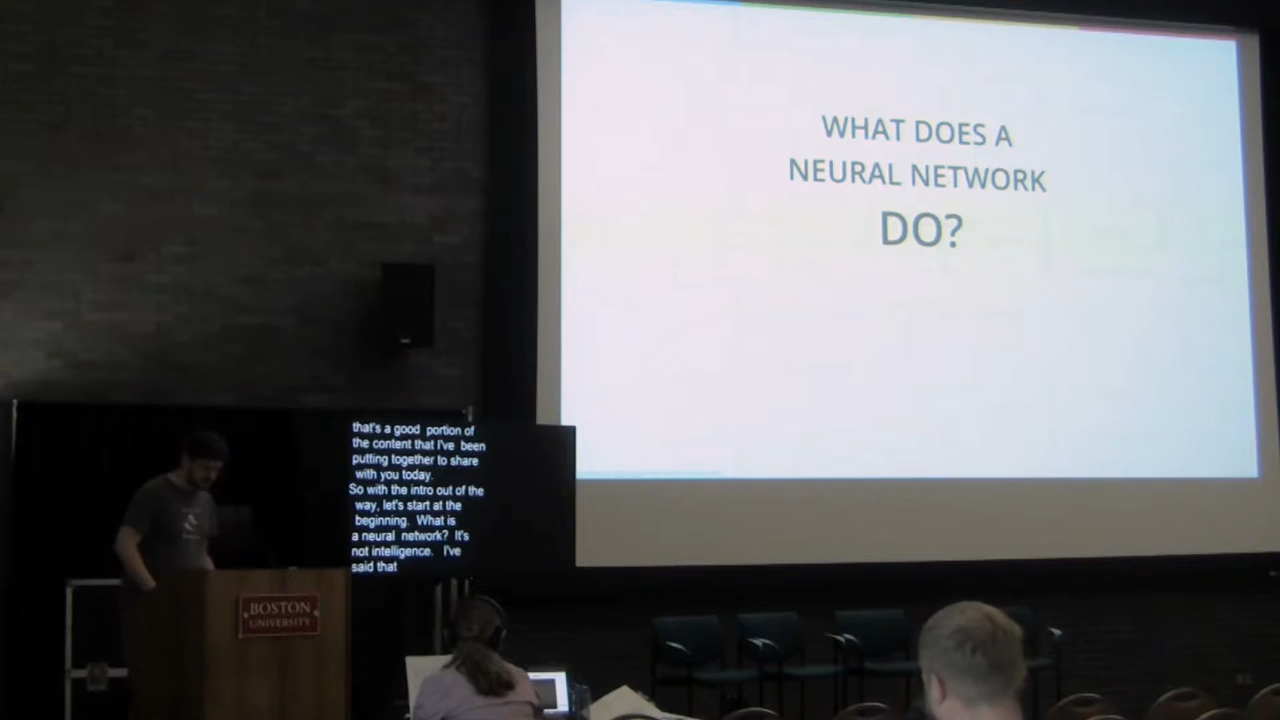 WHAT DOES A
NEURAL NETWORK
DO?
that's a good portion of
the content that I've been
putting together to share
with you today.
So with the intro out of the
way, let's start at the
beginning. What is
a neural network? It's
not intelligence. I've
said that
BOSTON
UNIVERSITY